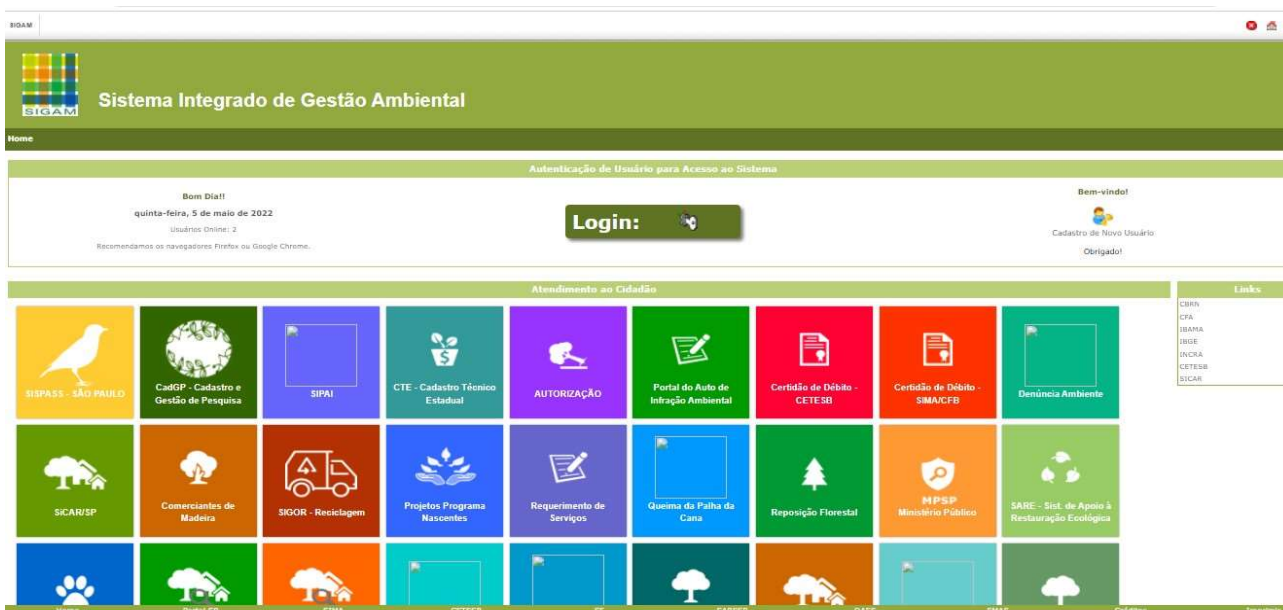 SIGAM
SIGAM
Sistema Integrado de Gestão Ambiental
Home
Autenticação de Usuário para Acesso ao Sistema
Bom Dia!!
quinta-feira, 5 de maio de 2022
Usuários Online: 2
Recomendamos os navegadores Firefox ou Google Chrome.
Login:
Bem-vindo!
Cadastro de Novo Usuário
Obrigado!
Atendimento ao Cidadão
Links
CBRN
CFA
IBAMA
IBGE
INCRA
CETESB
SICAR
SISPASS - SÃO PAULO
CadGP - Cadastro e
Gestão de Pesquisa
SIPAI
CTE - Cadastro Técnico
Estadual
AUTORIZAÇÃO
Portal do Auto de
Infração Ambiental
Certidão de Débito -
CETESB
Certidão de Débito -
SIMA/CFB
Denúncia Ambiente
SiCAR/SP
Comerciantes de
Madeira
SIGOR - Reciclagem
Projetos Programa
Nascentes
Requerimento de
Serviços
Queima da Palha da
Cana
Reposição Florestal
MPSP
Ministério Público
SARE - Sist. de Apoio à
Restauração Ecológica